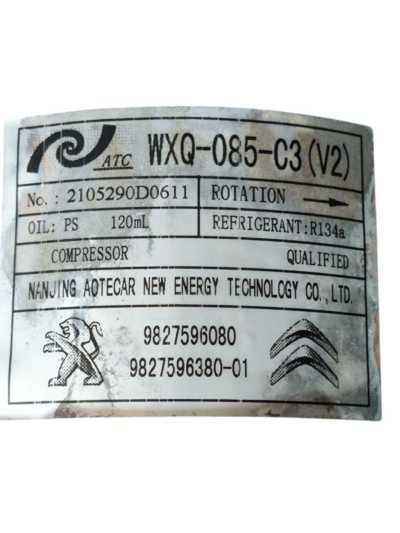 ATC WXQ-085-C3(V2)
No.: 2105290D0611 ROTATION
OIL: PS 120mL REFRIGERANT:R134a
COMPRESSOR QUALIFIED
NANJING AOTECAR NEW ENERGY TECHNOLOGY CO.,LTD.
9827596080
9827596380-01